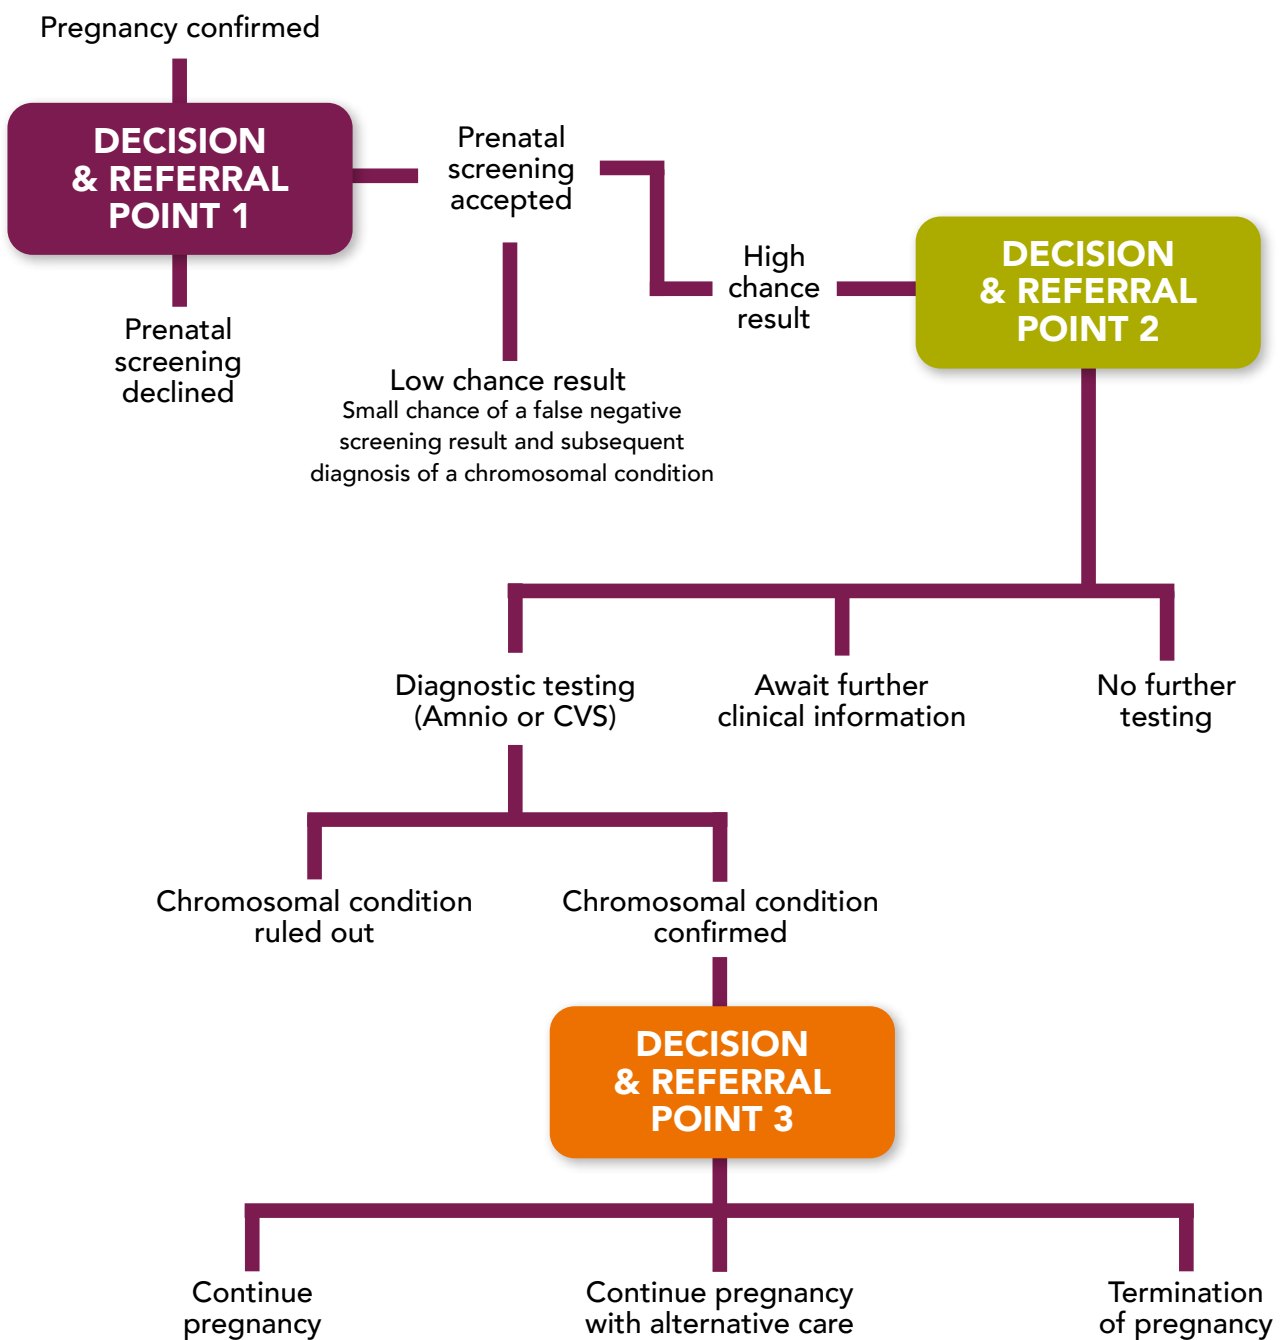 Pregnancy confirmed
DECISION
& REFERRAL
POINT 1
Prenatal
screening
accepted
Prenatal
screening
declined
Low chance result
Small chance of a false negative
screening result and subsequent
diagnosis of a chromosomal condition
High
chance
result
DECISION
& REFERRAL
POINT 2
Diagnostic testing
(Amnio or CVS)
Await further
clinical information
No further
testing
Chromosomal condition
ruled out
Chromosomal condition
confirmed
DECISION
& REFERRAL
POINT 3
Continue
pregnancy
Continue pregnancy
with alternative care
Termination
of pregnancy